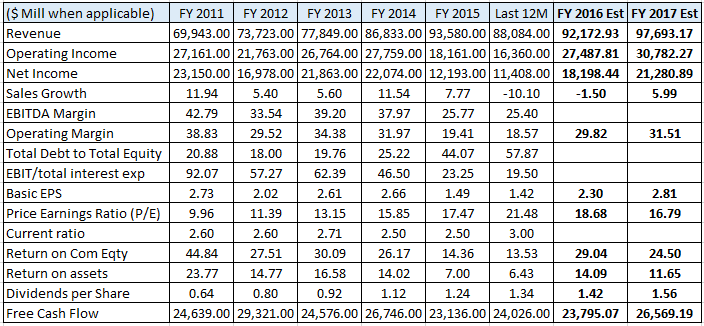 ($ Mill when applicable) FY 2011 FY 2012 FY 2013 FY 2014 FY 2015 Last 12M FY 2016 Est FY 2017 Est
Revenue 69,943.00 73,723.00 77,849.00 86,833.00 93,580.00 88,084.00 92,172.93 97,693.17
Operating Income 27,161.00 21,763.00 26,764.00 27,759.00 18,161.00 16,360.00 27,487.81 30,782.27
Net Income 23,150.00 16,978.00 21,863.00 22,074.00 12,193.00 11,408.00 18,198.44 21,280.89
Sales Growth 11.94 5.40 5.60 11.54 7.77 -10.10 -1.50 5.99
EBITDA Margin 42.79 33.54 39.20 37.97 25.77 25.40
Operating Margin 38.83 29.52 34.38 31.97 19.41 18.57 29.82 31.51
Total Debt to Total Equity 20.88 18.00 19.76 25.22 44.07 57.87
EBIT/total interest exp 92.07 57.27 62.39 46.50 23.25 19.50
Basic EPS 2.73 2.02 2.61 2.66 1.49 1.42 2.30 2.81
Price Earnings Ratio (P/E) 9.96 11.39 13.15 15.85 17.47 21.48 18.68 16.79
Current ratio 2.60 2.60 2.71 2.50 2.50 3.00
Return on Com Eqty 44.84 27.51 30.09 26.17 14.36 13.53 29.04 24.50
Return on assets 23.77 14.77 16.58 14.02 7.00 6.43 14.09 11.65
Dividends per Share 0.64 0.80 0.92 1.12 1.24 1.34 1.42 1.56
Free Cash Flow 24,639.00 29,321.00 24,576.00 26,746.00 23,136.00 24,026.00 23,795.07 26,569.19